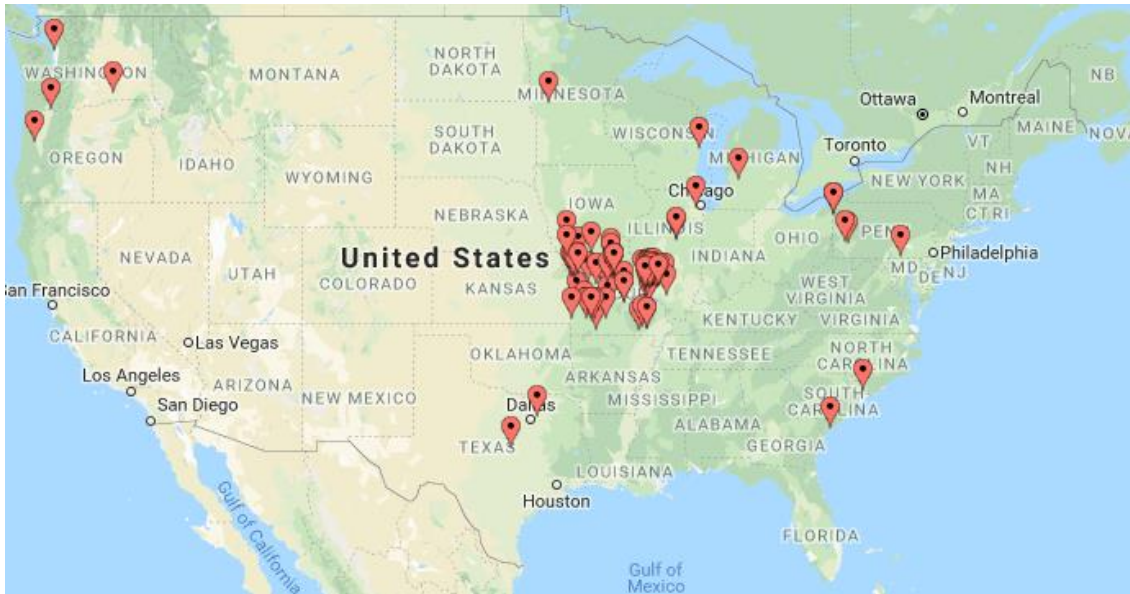 NORTH
DAKOTA
MONTANA
MINNESOTA
WASHINGTON
Ottawa
Montreal
NB
MAINE
NOVA
VT
NH
MA
CT
RI
Toronto
NEW YORK
WISCONSIN
MICHIGAN
SOUTH
DAKOTA
OREGON
IDAHO
WYOMING
Chicago
IOWA
NEBRASKA
ILLINOIS
INDIANA
OHIO
PEN
Philadelphia
MD
DE
NJ
United States
NEVADA
UTAH
COLORADO
KANSAS
WEST
VIRGINIA
VIRGINIA
KENTUCKY
San Francisco
CALIFORNIA
Las Vegas
Los Angeles
San Diego
ARIZONA
NEW MEXICO
OKLAHOMA
ARKANSAS
TENNESSEE
NORTH
CAROLINA
SOUTH
CAROLINA
MISSISSIPPI
ALABAMA
GEORGIA
Dallas
TEXAS
LOUISIANA
Houston
FLORIDA
Gulf of California
Gulf of
Mexico